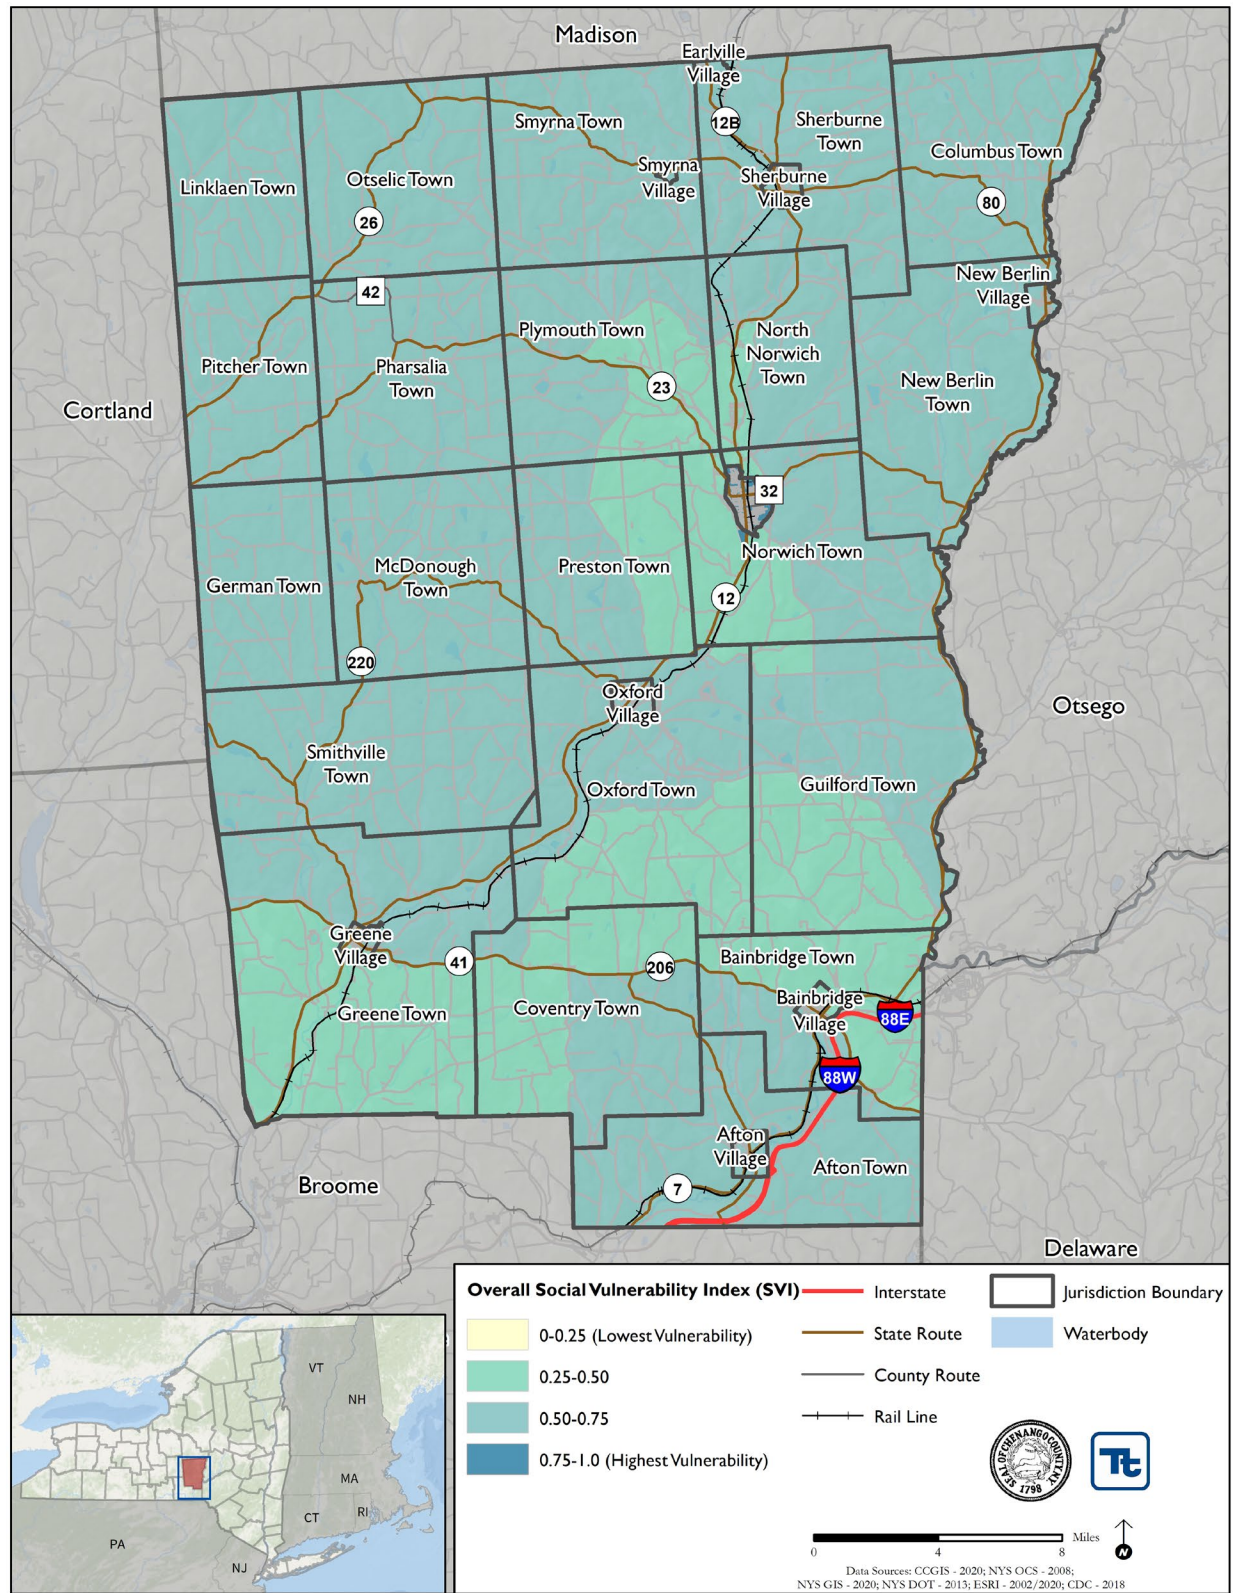 Madison
Earlville
Village
12B
Smyrna Town
Sherburne
Town
Columbus Town
Smyrna
Village
Sherburne
Village
Linklaen Town
Otselic Town
80
26
New Berlin
Village
42
Plymouth Town
North
Norwich
Town
Pitcher Town
Pharsalia
Town
23
New Berlin
Town
Cortland
32
Norwich Town
German Town
McDonough
Town
Preston Town
12
220
Oxford
Village
Otsego
Smithville
Town
Oxford Town
Guilford Town
Greene
Village
41
206
Bainbridge Town
Greene Town
Coventry Town
Bainbridge
Village
88E
88W
Afton
Village
Afton Town
7
Broome
Delaware
Overall Social Vulnerability Index (SVI)
0-0.25 (Lowest Vulnerability)
0.25-0.50
0.50-0.75
0.75-1.0 (Highest Vulnerability)
Interstate
State Route
County Route
Rail Line
Jurisdiction Boundary
Waterbody
VT
NH
MA
CT
RI
PA
NJ
SEAL OF CHENANGO COUNTY, N.Y.
1798
Tt
0 4 8 Miles
N
Data Sources: CCGIS - 2020; NYS OCS - 2008;
NYS GIS - 2020; NYS DOT - 2013; ESRI - 2002/2020; CDC - 2018